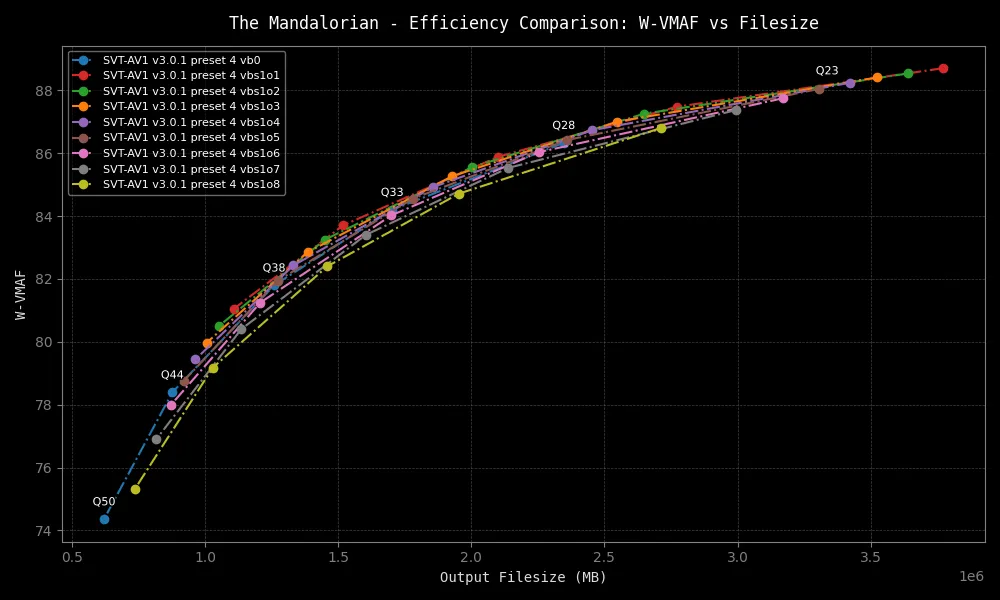 The Mandalorian - Efficiency Comparison: W-VMAF vs Filesize
SVT-AV1 v3.0.1 preset 4 vb0
SVT-AV1 v3.0.1 preset 4 vbs1o1
SVT-AV1 v3.0.1 preset 4 vbs1o2
SVT-AV1 v3.0.1 preset 4 vbs1o3
SVT-AV1 v3.0.1 preset 4 vbs1o4
SVT-AV1 v3.0.1 preset 4 vbs1o5
SVT-AV1 v3.0.1 preset 4 vbs1o6
SVT-AV1 v3.0.1 preset 4 vbs1o7
SVT-AV1 v3.0.1 preset 4 vbs1o8
Q23
Q28
Q33
Q38
Q44
Q50
W-VMAF
88
86
84
82
80
78
76
74
0.5 1.0 1.5 2.0 2.5 3.0 3.5
1e6
Output Filesize (MB)